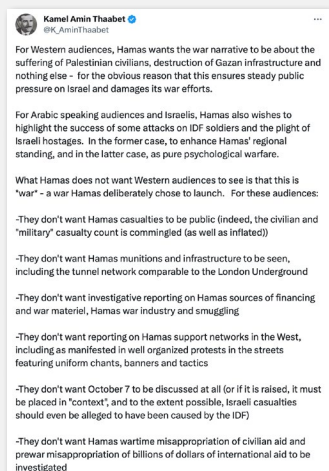 Kamel Amin Thaabet
@K_AminThaabet
For Western audiences, Hamas wants the war narrative to be about the
suffering of Palestinian civilians, destruction of Gazan infrastructure and
nothing else - for the obvious reason that this ensures steady public
pressure on Israel and damages its war efforts.
For Arabic speaking audiences and Israelis, Hamas also wishes to
highlight the success of some attacks on IDF soldiers and the plight of
Israeli hostages. In the former case, to enhance Hamas' regional
standing, and in the latter case, as pure psychological warfare.
What Hamas does not want Western audiences to see is that this is
*war* - a war Hamas deliberately chose to launch. For these audiences:
-They don't want Hamas casualties to be public (indeed, the civilian and
"military" casualty count is commingled (as well as inflated))
-They don't want Hamas munitions and infrastructure to be seen,
including the tunnel network comparable to the London Underground
-They don't want investigative reporting on Hamas sources of financing
and war materiel, Hamas war industry and smuggling
-They don't want reporting on Hamas support networks in the West,
including as manifested in well organized protests in the streets
featuring uniform chants, banners and tactics
-They don't want October 7 to be discussed at all (or if it is raised, it must
be placed in "context", and to the extent possible, Israeli casualties
should even be alleged to have been caused by the IDF)
-They don't want Hamas wartime misappropriation of civilian aid and
prewar misappropriation of billions of dollars of international aid to be
investigated